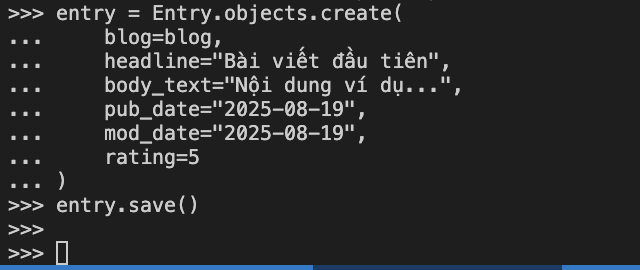 >>> entry = Entry.objects.create(
...     blog=blog,
...     headline="Bài viết đầu tiên",
...     body_text="Nội dung ví dụ...",
...     pub_date="2025-08-19",
...     mod_date="2025-08-19",
...     rating=5
... )
>>> entry.save()
>>>
>>>